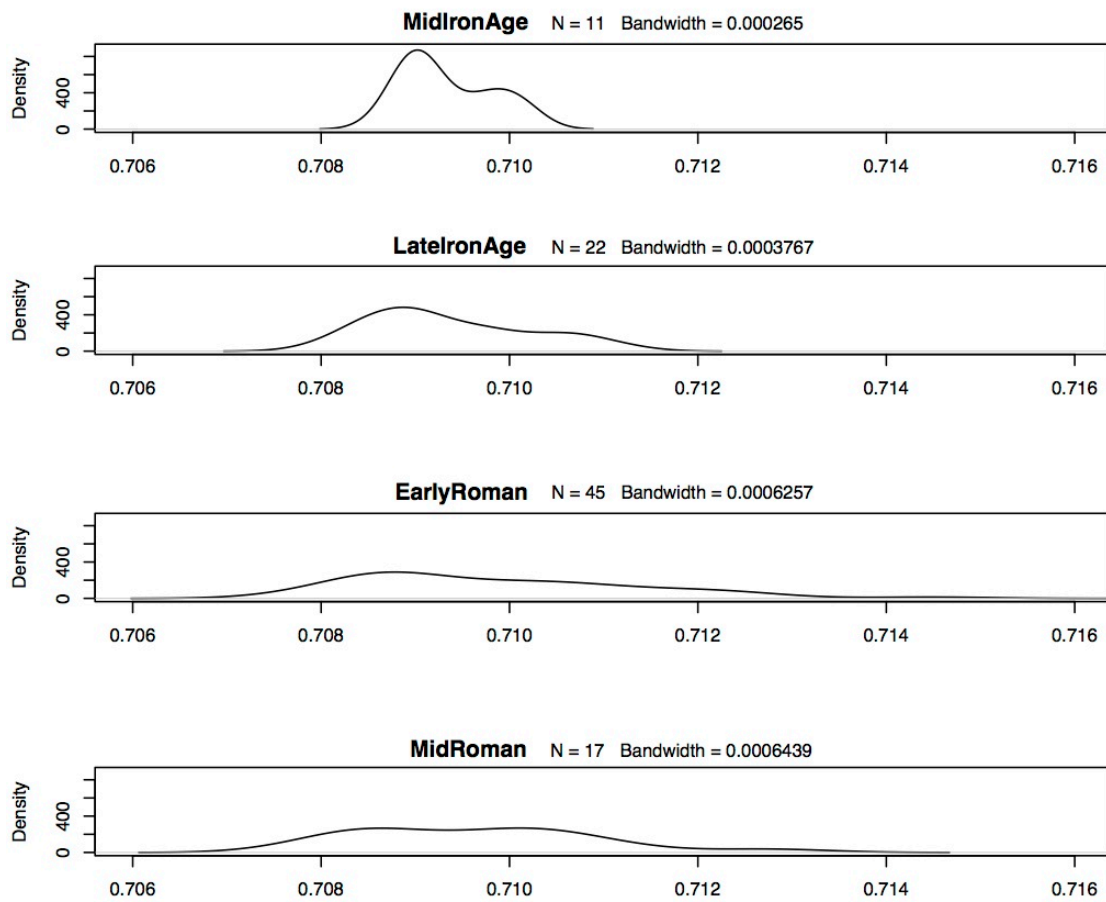 MidIronAge N = 11 Bandwidth = 0.000265
Density
400
0
0.706 0.708 0.710 0.712 0.714 0.716
LateIronAge N = 22 Bandwidth = 0.0003767
Density
400
0
0.706 0.708 0.710 0.712 0.714 0.716
EarlyRoman N = 45 Bandwidth = 0.0006257
Density
400
0
0.706 0.708 0.710 0.712 0.714 0.716
MidRoman N = 17 Bandwidth = 0.0006439
Density
400
0
0.706 0.708 0.710 0.712 0.714 0.716